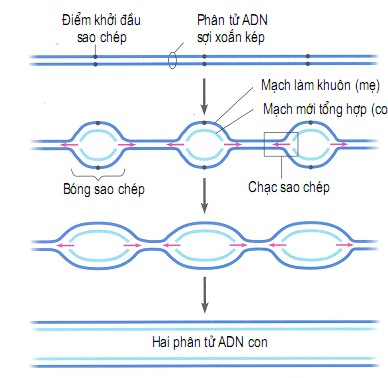 Điểm khởi đầu
sao chép
Phân tử ADN
sợi xoắn kép
Mạch làm khuôn (mẹ)
Mạch mới tổng hợp (co
Bóng sao chép
Chạc sao chép
Hai phân tử ADN con